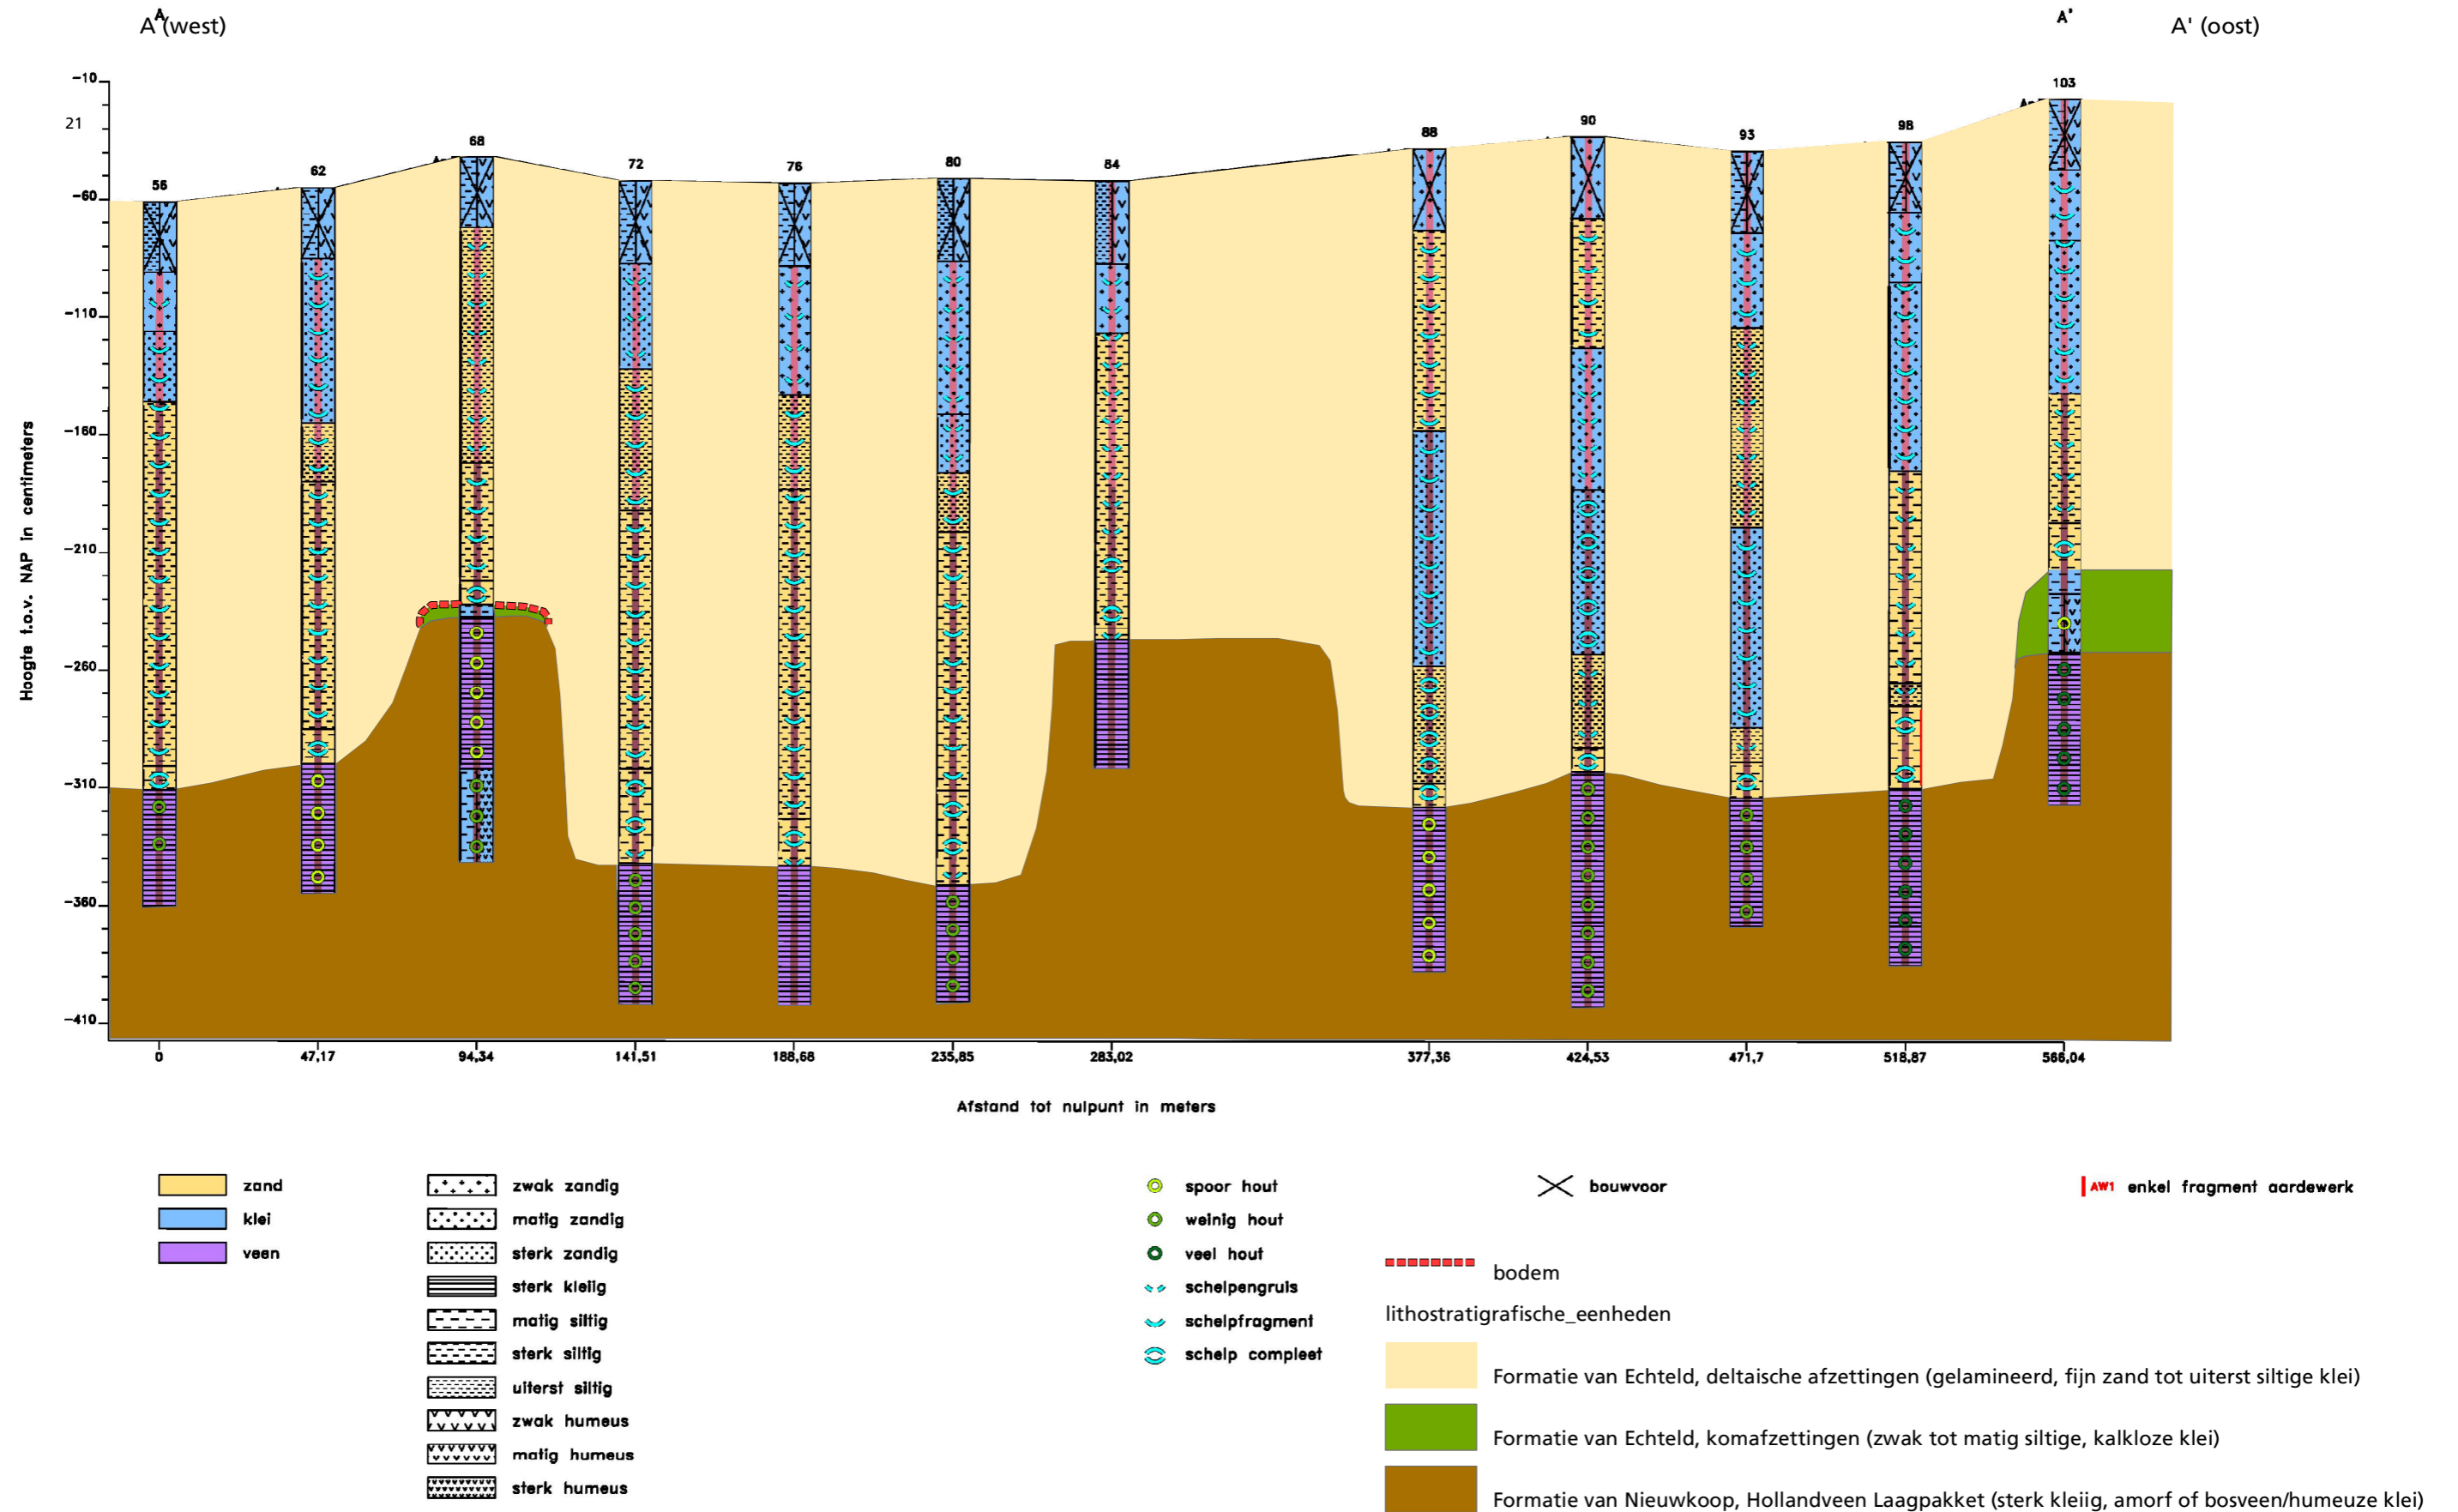 A A (west)
A' A' (oost)
-10
21
-60
-110
-160
-210
-260
-310
-360
-410
Hoogte t.o.v. NAP in centimeters
56 62 68 72 76 80 84 88 90 93 98 103
0 47,17 94,34 141,51 188,68 235,85 283,02 377,36 424,53 471,7 518,87 566,04
Afstand tot nulpunt in meters
zand
klei
veen
zwak zandig
matig zandig
sterk zandig
sterk kleiig
matig siltig
sterk siltig
uiterst siltig
zwak humeus
matig humeus
sterk humeus
spoor hout
weinig hout
veel hout
schelpengruis
schelpfragment
schelp compleet
bouwvoor
AW1 enkel fragment aardewerk
bodem
lithostratigrafische_eenheden
Formatie van Echteld, deltaische afzettingen (gelamineerd, fijn zand tot uiterst siltige klei)
Formatie van Echteld, komafzettingen (zwak tot matig siltige, kalkloze klei)
Formatie van Nieuwkoop, Hollandveen Laagpakket (sterk kleiig, amorf of bosveen/humeuze klei)